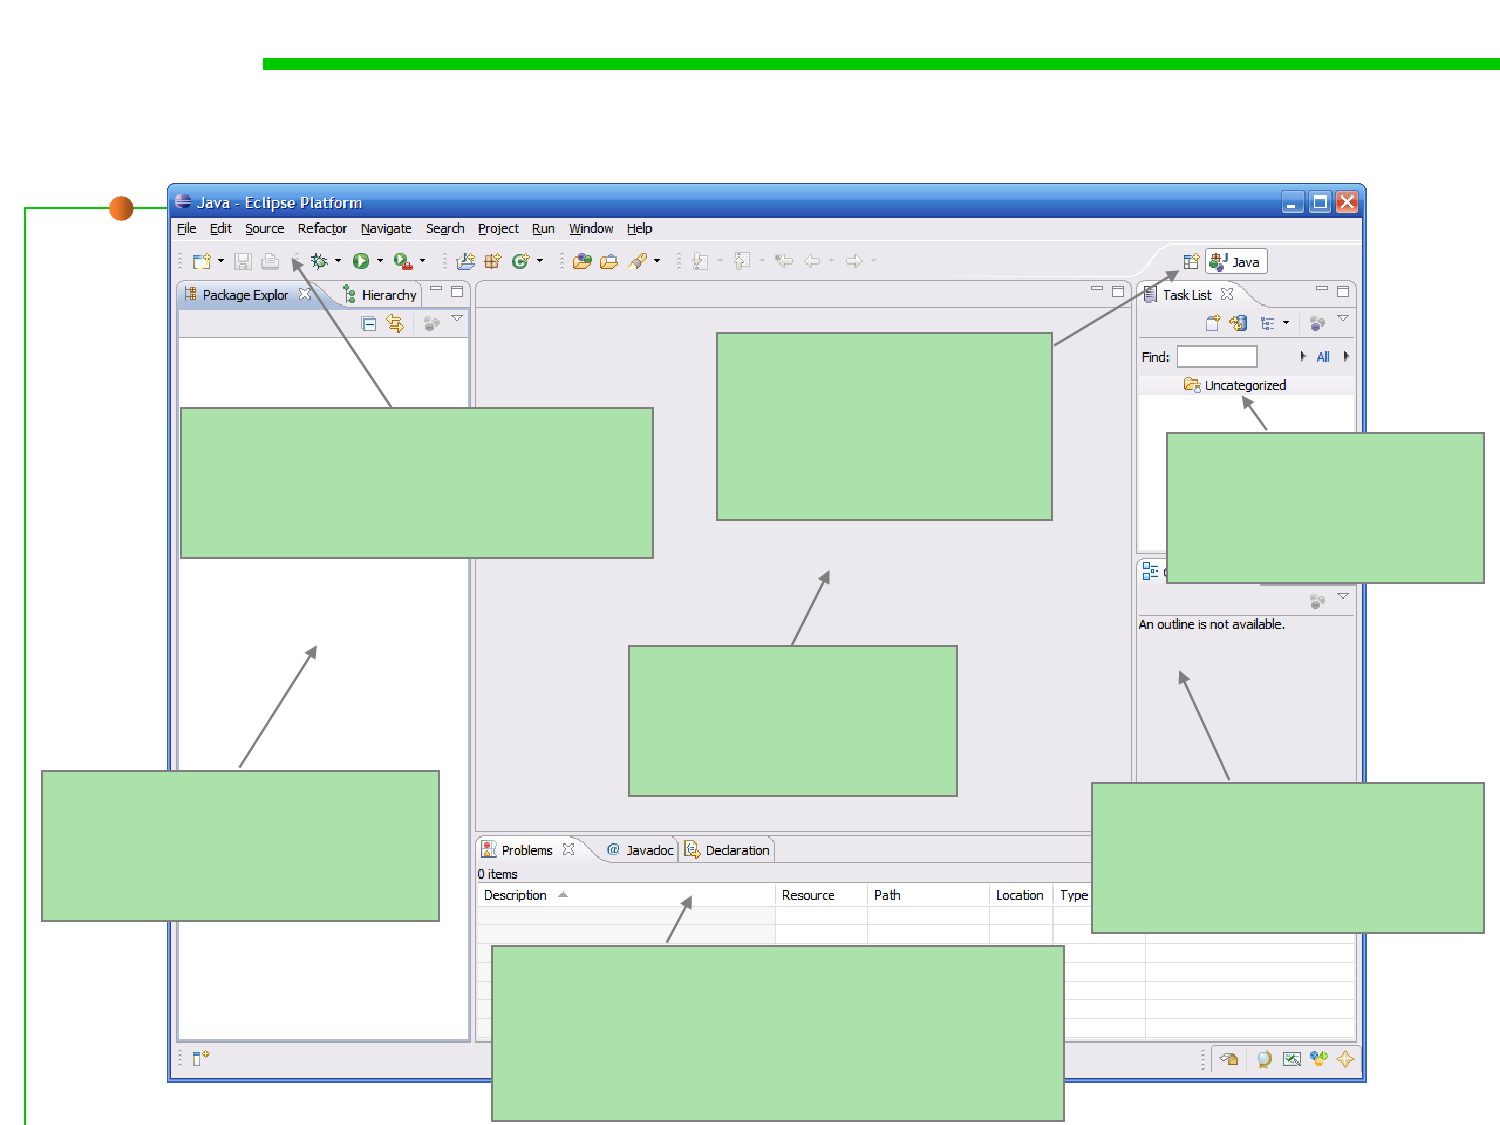 Java - Eclipse Platform
File Edit Source Refactor Navigate Search Project Run Window Help
Java
Package Explor
Hierarchy
Task List
Find:
All
Uncategorized
An outline is not available.
Problems
@ Javadoc
Declaration
0 items
Description Resource Path Location Type